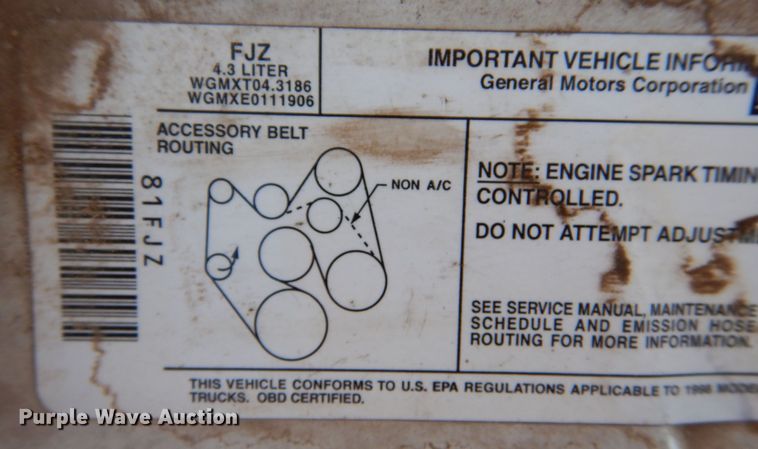 FJZ
4.3 LITER
WGMXT04.3186
WGMXE0111906
IMPORTANT VEHICLE INFORM
General Motors Corporation
ACCESSORY BELT
ROUTING
NON A/C
81FJZ
NOTE: ENGINE SPARK TIMIN
CONTROLLED.
DO NOT ATTEMPT ADJUSTM
SEE SERVICE MANUAL, MAINTENANCE
SCHEDULE AND EMISSION HOSE
ROUTING FOR MORE INFORMATION.
THIS VEHICLE CONFORMS TO U.S. EPA REGULATIONS APPLICABLE TO 1998 MODE
TRUCKS. OBD CERTIFIED.
Purple Wave Auction